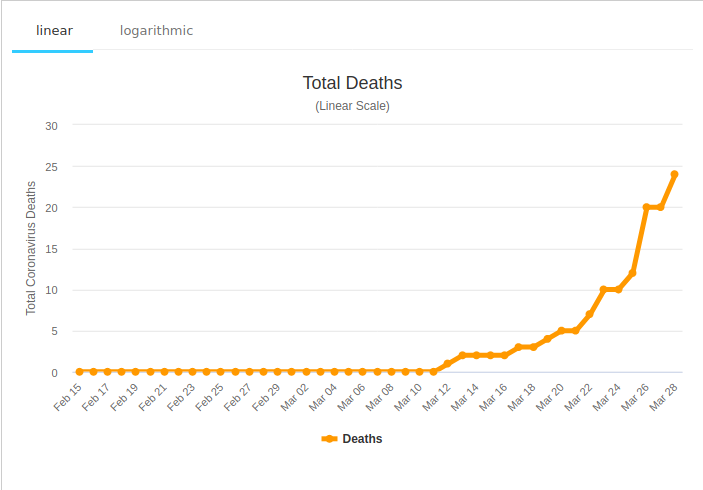 linear
logarithmic
Total Deaths
(Linear Scale)
Total Coronavirus Deaths
30
25
20
15
10
5
0
Feb 15
Feb 17
Feb 19
Feb 21
Feb 23
Feb 25
Feb 27
Feb 29
Mar 02
Mar 04
Mar 06
Mar 08
Mar 10
Mar 12
Mar 14
Mar 16
Mar 18
Mar 20
Mar 22
Mar 24
Mar 26
Mar 28
Deaths